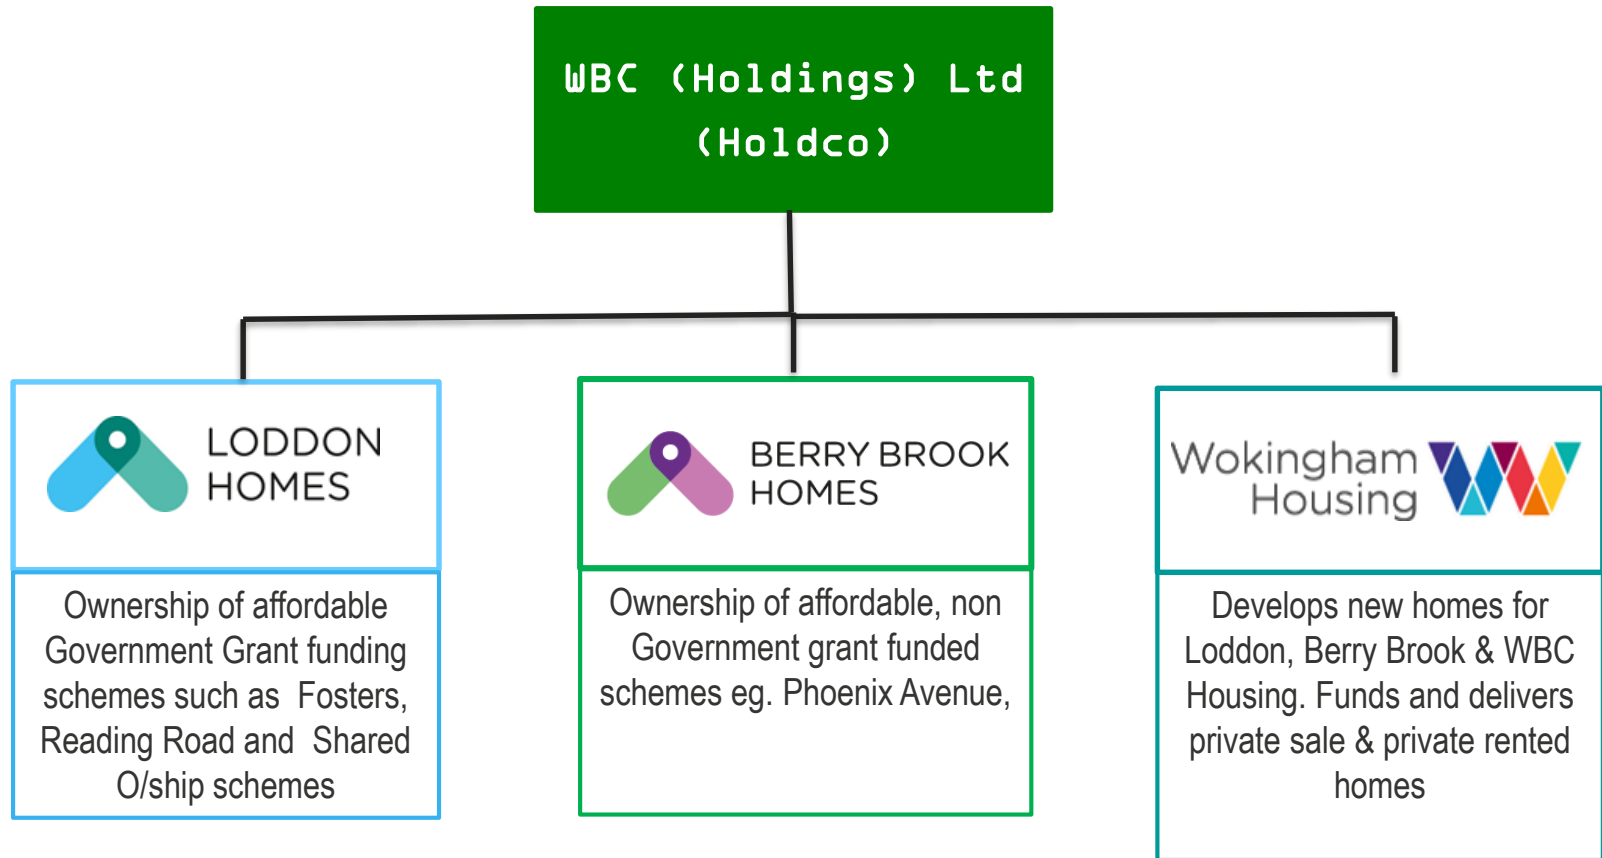 WBC (Holdings) Ltd
(Holdco)
LODDON
HOMES
Ownership of affordable
Government Grant funding
schemes such as Fosters,
Reading Road and Shared
O/ship schemes
BERRY BROOK
HOMES
Ownership of affordable, non
Government grant funded
schemes eg. Phoenix Avenue,
Wokingham
Housing
Develops new homes for
Loddon, Berry Brook & WBC
Housing. Funds and delivers
private sale & private rented
homes